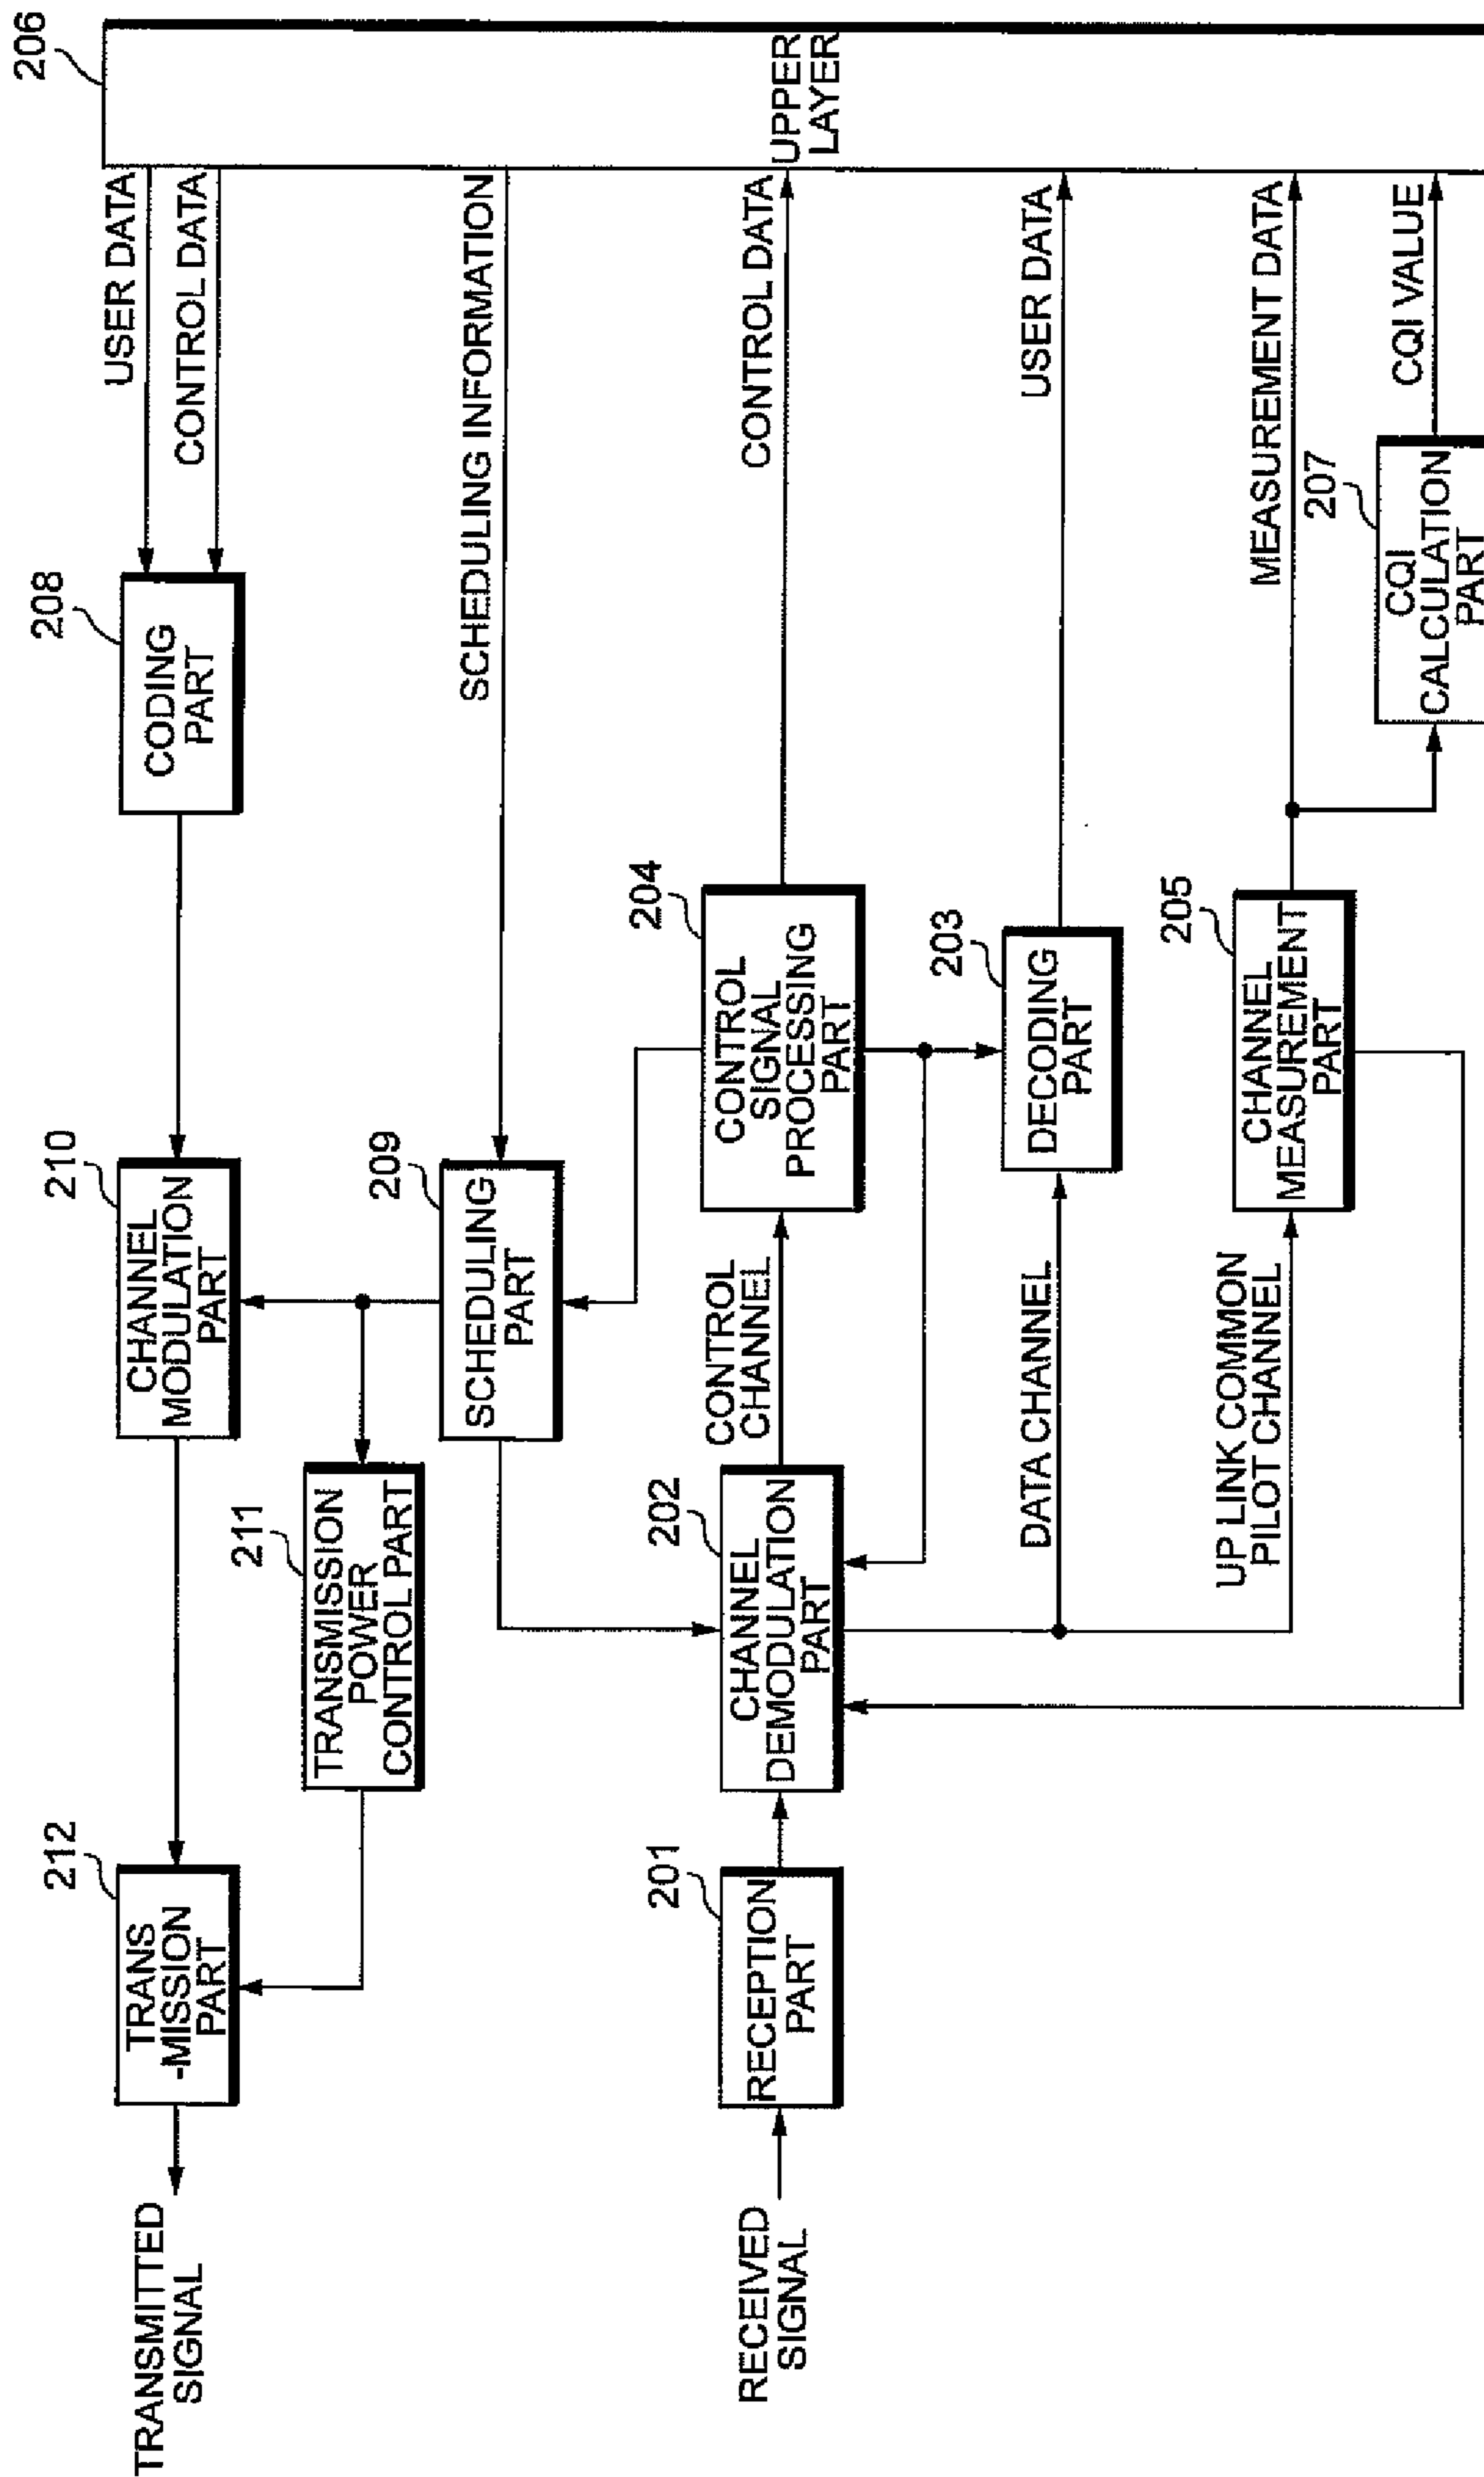 206
UPPER
LAYER
USER DATA
CONTROL DATA
SCHEDULING INFORMATION
CONTROL DATA
USER DATA
MEASUREMENT DATA
CQI VALUE
208
CODING
PART
207
CQI
CALCULATION
PART
210
CHANNEL
MODULATION
PART
209
SCHEDULING
PART
204
CONTROL
SIGNAL
PROCESSING
PART
203
DECODING
PART
205
CHANNEL
MEASUREMENT
PART
211
TRANSMISSION
POWER
CONTROL PART
CONTROL
CHANNEL
DATA CHANNEL
UP LINK COMMON
PILOT CHANNEL
202
CHANNEL
DEMODULATION
PART
212
TRANS
-MISSION
PART
201
RECEPTION
PART
TRANSMITTED
SIGNAL
RECEIVED
SIGNAL